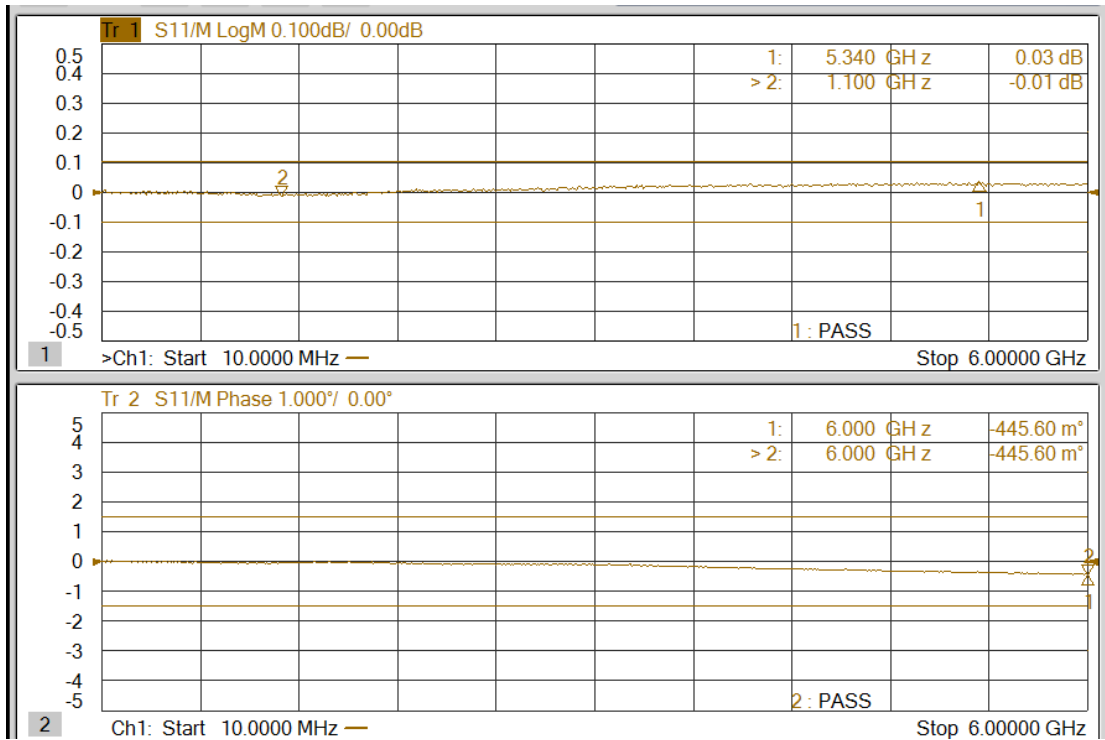 Tr 1 S11/M LogM 0.100dB/ 0.00dB
0.5
0.4
0.3
0.2
0.1
0
-0.1
-0.2
-0.3
-0.4
-0.5
1: 5.340 GHz 0.03 dB
> 2: 1.100 GHz -0.01 dB
2
1
1 : PASS
1 >Ch1: Start 10.0000 MHz Stop 6.00000 GHz
Tr 2 S11/M Phase 1.000°/ 0.00°
5
4
3
2
1
0
-1
-2
-3
-4
-5
1: 6.000 GHz -445.60 m°
> 2: 6.000 GHz -445.60 m°
2
1
2 : PASS
2 Ch1: Start 10.0000 MHz Stop 6.00000 GHz